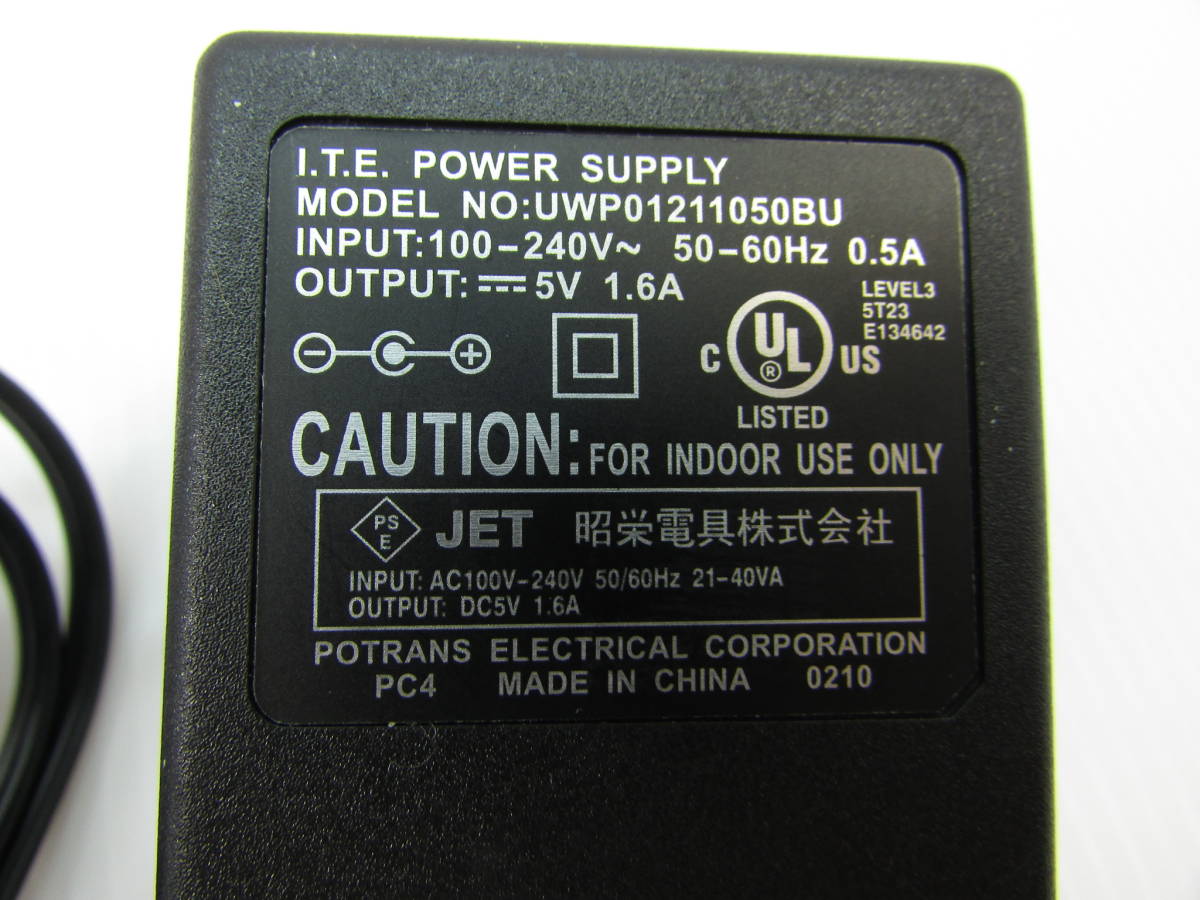 I.T.E. POWER SUPPLY
MODEL NO:UWP01211050BU
INPUT:100-240V~ 50-60Hz 0.5A
OUTPUT: ⎓ 5V 1.6A
LEVEL3
5T23
E134642
C UL ® US
LISTED
CAUTION: FOR INDOOR USE ONLY
PS
E
JET 昭栄電具株式会社
INPUT: AC100V-240V 50/60Hz 21-40VA
OUTPUT: DC5V 1.6A
POTRANS ELECTRICAL CORPORATION
PC4 MADE IN CHINA 0210